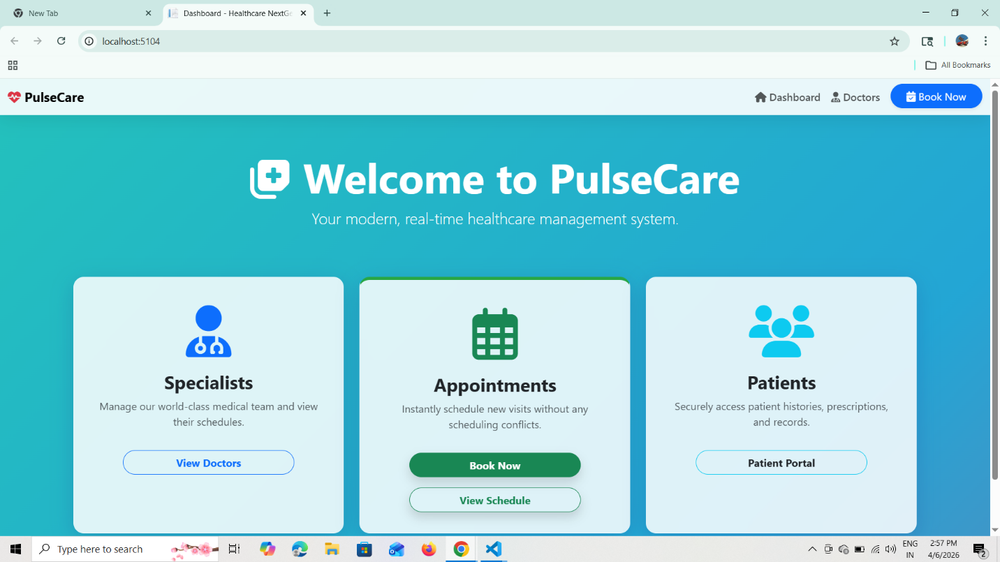 New Tab
Dashboard - Healthcare NextGe
localhost:5104
All Bookmarks
PulseCare
Dashboard
Doctors
Book Now
Welcome to PulseCare
Your modern, real-time healthcare management system.
Specialists
Manage our world-class medical team and view
their schedules.
View Doctors
Appointments
Instantly schedule new visits without any
scheduling conflicts.
Book Now
View Schedule
Patients
Securely access patient histories, prescriptions,
and records.
Patient Portal
Type here to search
ENG
IN
2:57 PM
4/6/2026
2